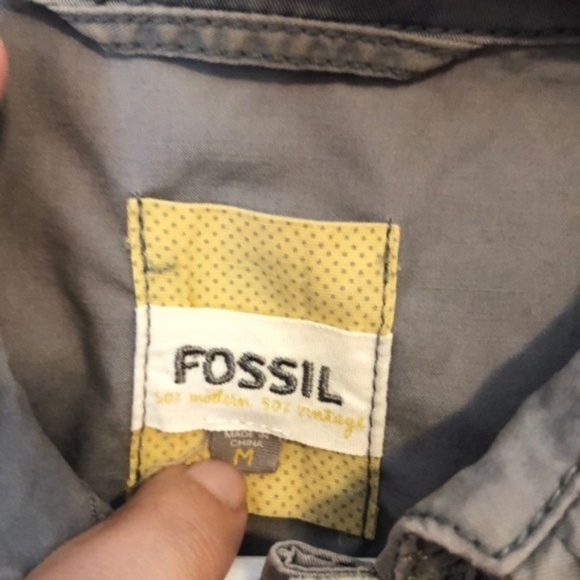 FOSSIL
50% modern 50% vintage
MADE IN
CHINA
M